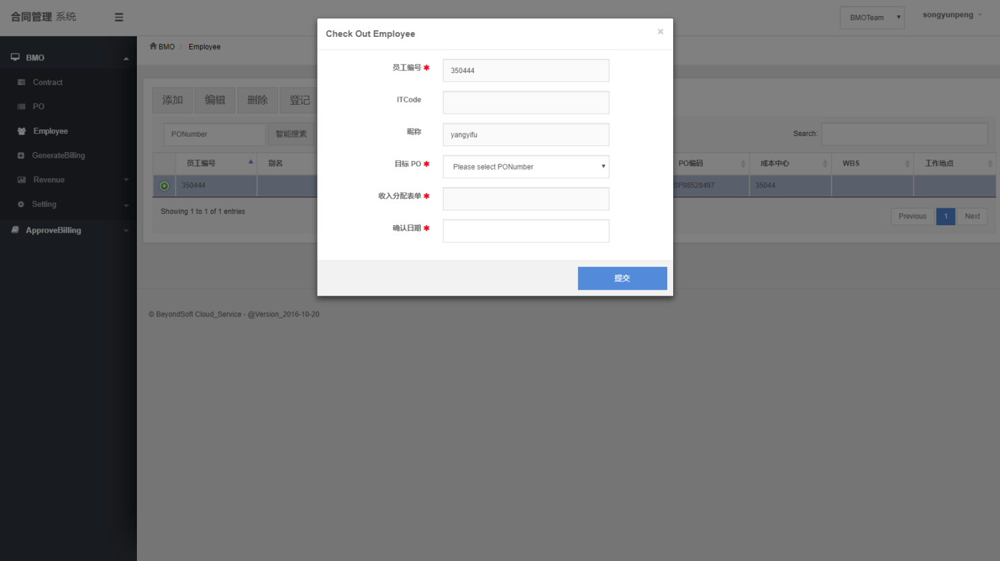 合同管理 系统
BMOTeam
songyunpeng
BMO
Contract
PO
Employee
GenerateBilling
Revenue
Setting
ApproveBilling
BMO / Employee
添加 编辑 删除 登记
PONumber 智能搜索
Search:
员工编号 别名 PO编码 成本中心 WBS 工作地点
350444 SP98528497 35044
Showing 1 to 1 of 1 entries
Previous 1 Next
Check Out Employee ×
员工编号 ✱ 350444
ITCode
昵称 yangyifu
目标 PO ✱ Please select PONumber
收入分配表单 ✱
确认日期 ✱
提交
© BeyondSoft Cloud_Service - @Version_2016-10-20